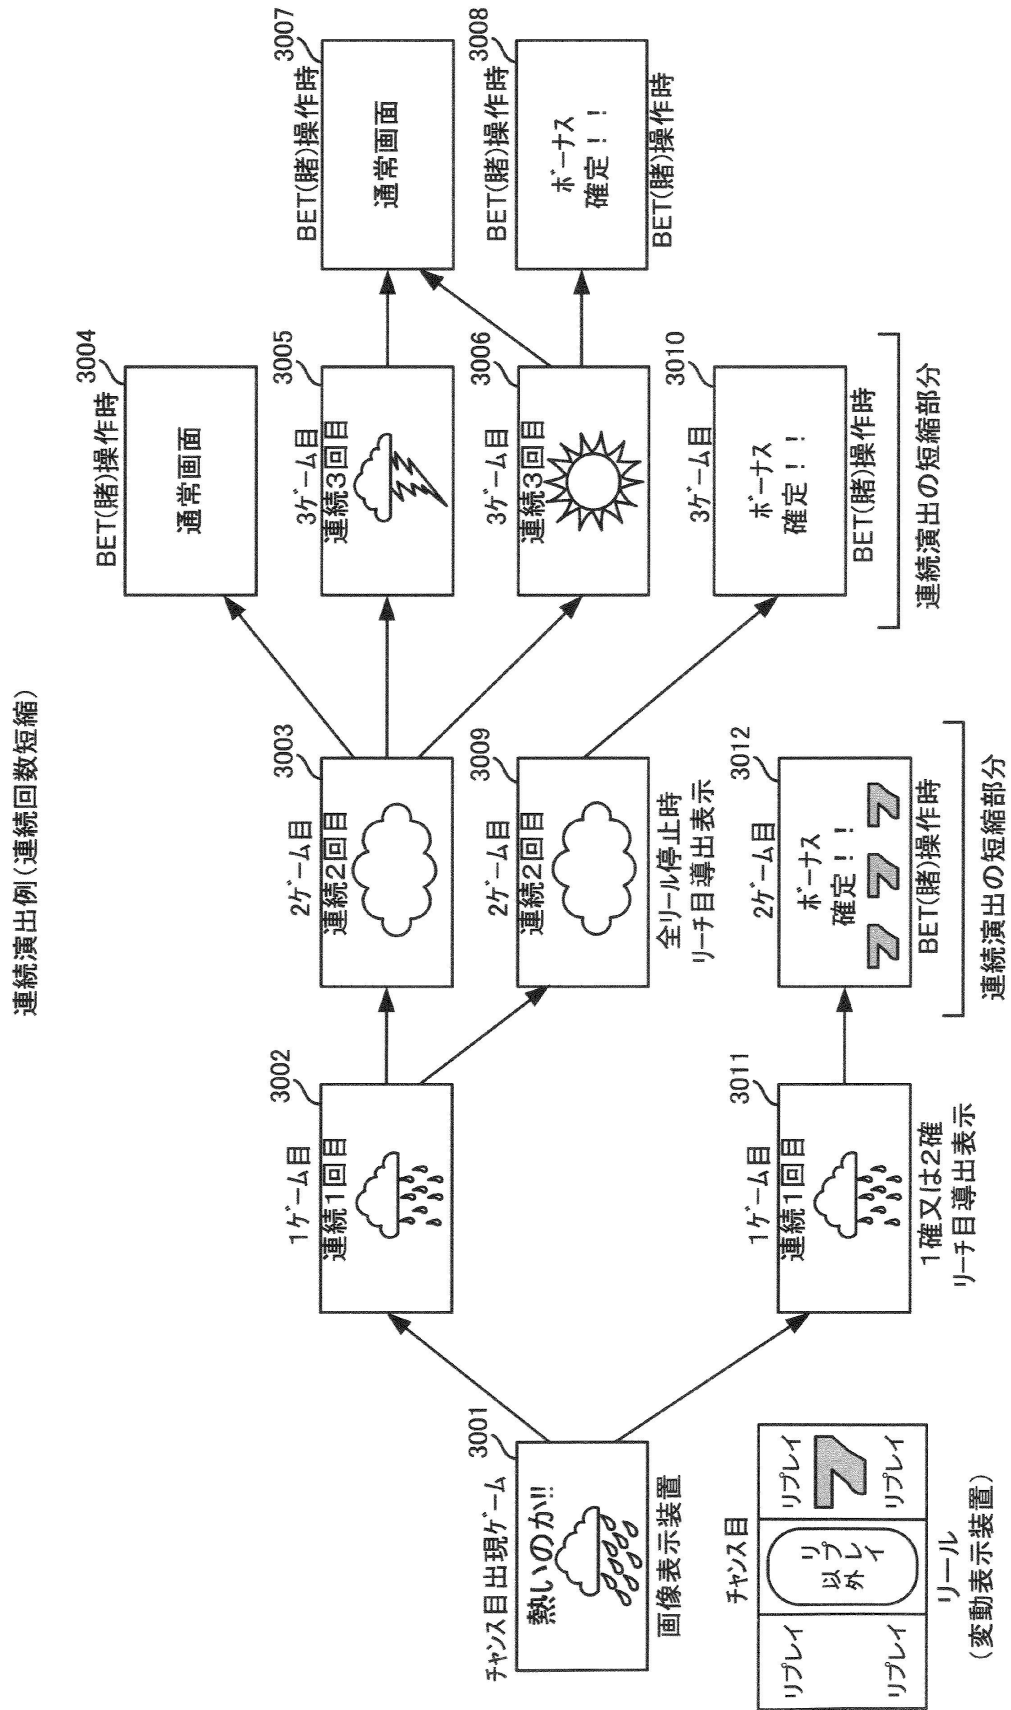 連続演出例(連続回数短縮)
チャンス目出現ゲーム
3001
熱いのか!!
画像表示装置
チャンス目
リプレイ
リプレイ
リプレイ
以外
リプレイ
リプレイ
リール
(変動表示装置)
1ゲーム目
3002
連続1回目
1ゲーム目
3011
連続1回目
1確又は2確
リーチ目導出表示
2ゲーム目
3003
連続2回目
2ゲーム目
3009
連続2回目
全リール停止時
リーチ目導出表示
2ゲーム目
3012
ボーナス
確定!!
7 7 7
BET(賭)操作時
連続演出の短縮部分
BET(賭)操作時
3004
通常画面
3ゲーム目
3005
連続3回目
3ゲーム目
3006
連続3回目
3ゲーム目
3010
ボーナス
確定!!
BET(賭)操作時
連続演出の短縮部分
BET(賭)操作時
3007
通常画面
BET(賭)操作時
3008
ボーナス
確定!!
BET(賭)操作時
7